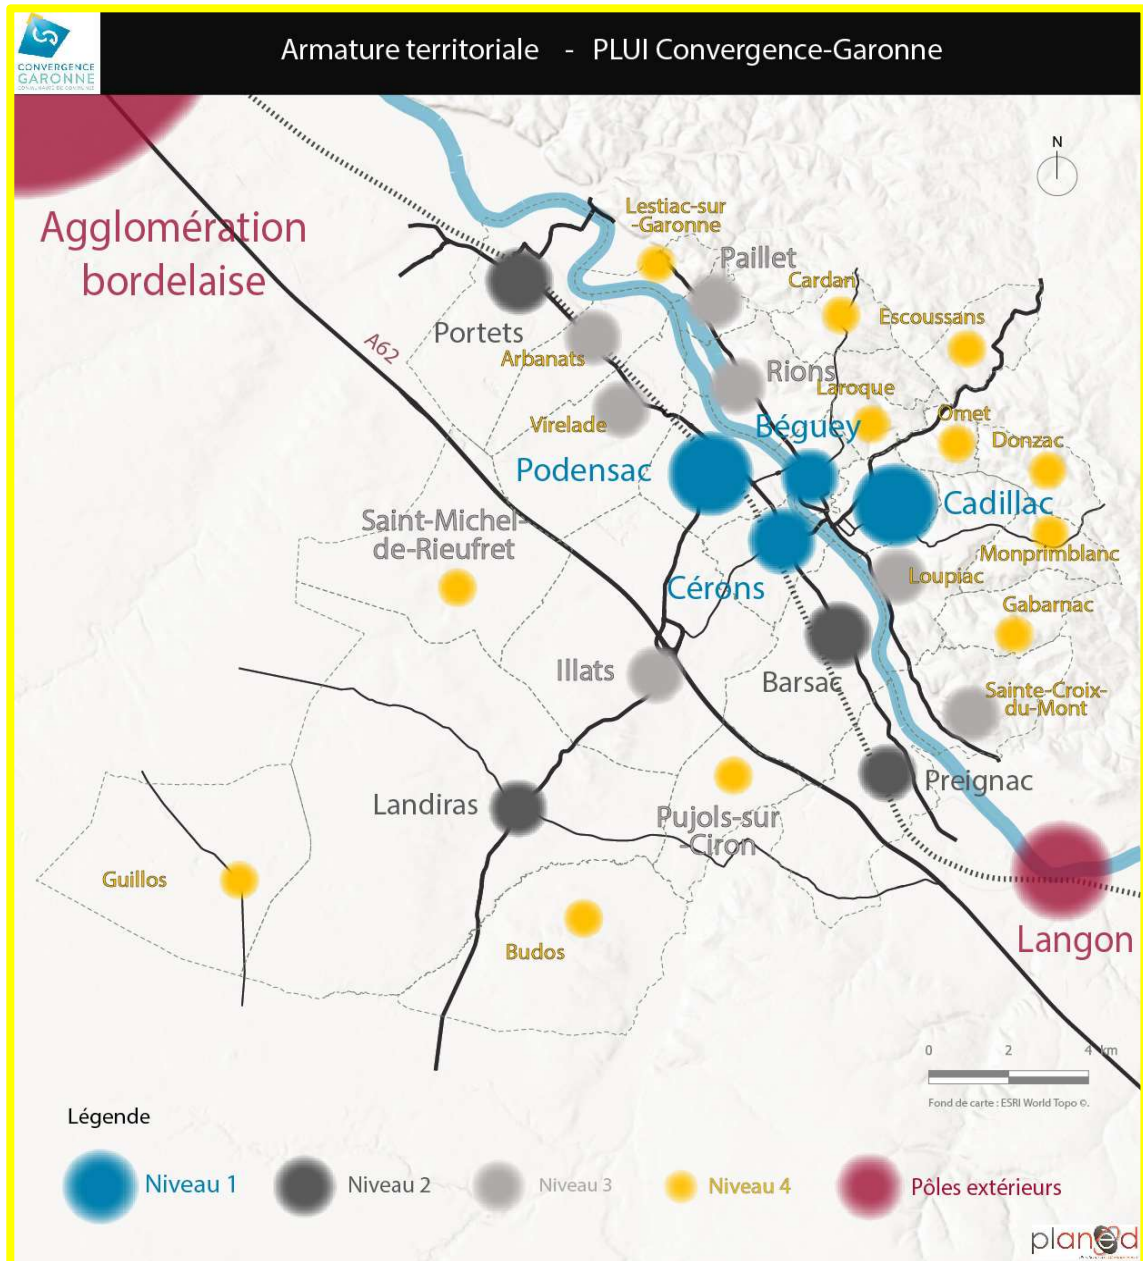 CONVERGENCE
GARONNE
Armature territoriale - PLUI Convergence-Garonne
N
Agglomération
bordelaise
A62
Lestiac-sur
-Garonne
Paillet
Cardan
Escoussans
Portets
Arbanats
Rions
Laroque
Omet
Virelade
Béguey
Donzac
Podensac
Cadillac
Saint-Michel-
de-Rieufret
Monprimblanc
Loupiac
Cérons
Gabarnac
Illats
Barsac
Sainte-Croix-
du-Mont
Preignac
Landiras
Pujols-sur
-Ciron
Guillos
Budos
Langon
0 2 4 km
Fond de carte : ESRI World Topo ©.
Légende
Niveau 1
Niveau 2
Niveau 3
Niveau 4
Pôles extérieurs
planèd